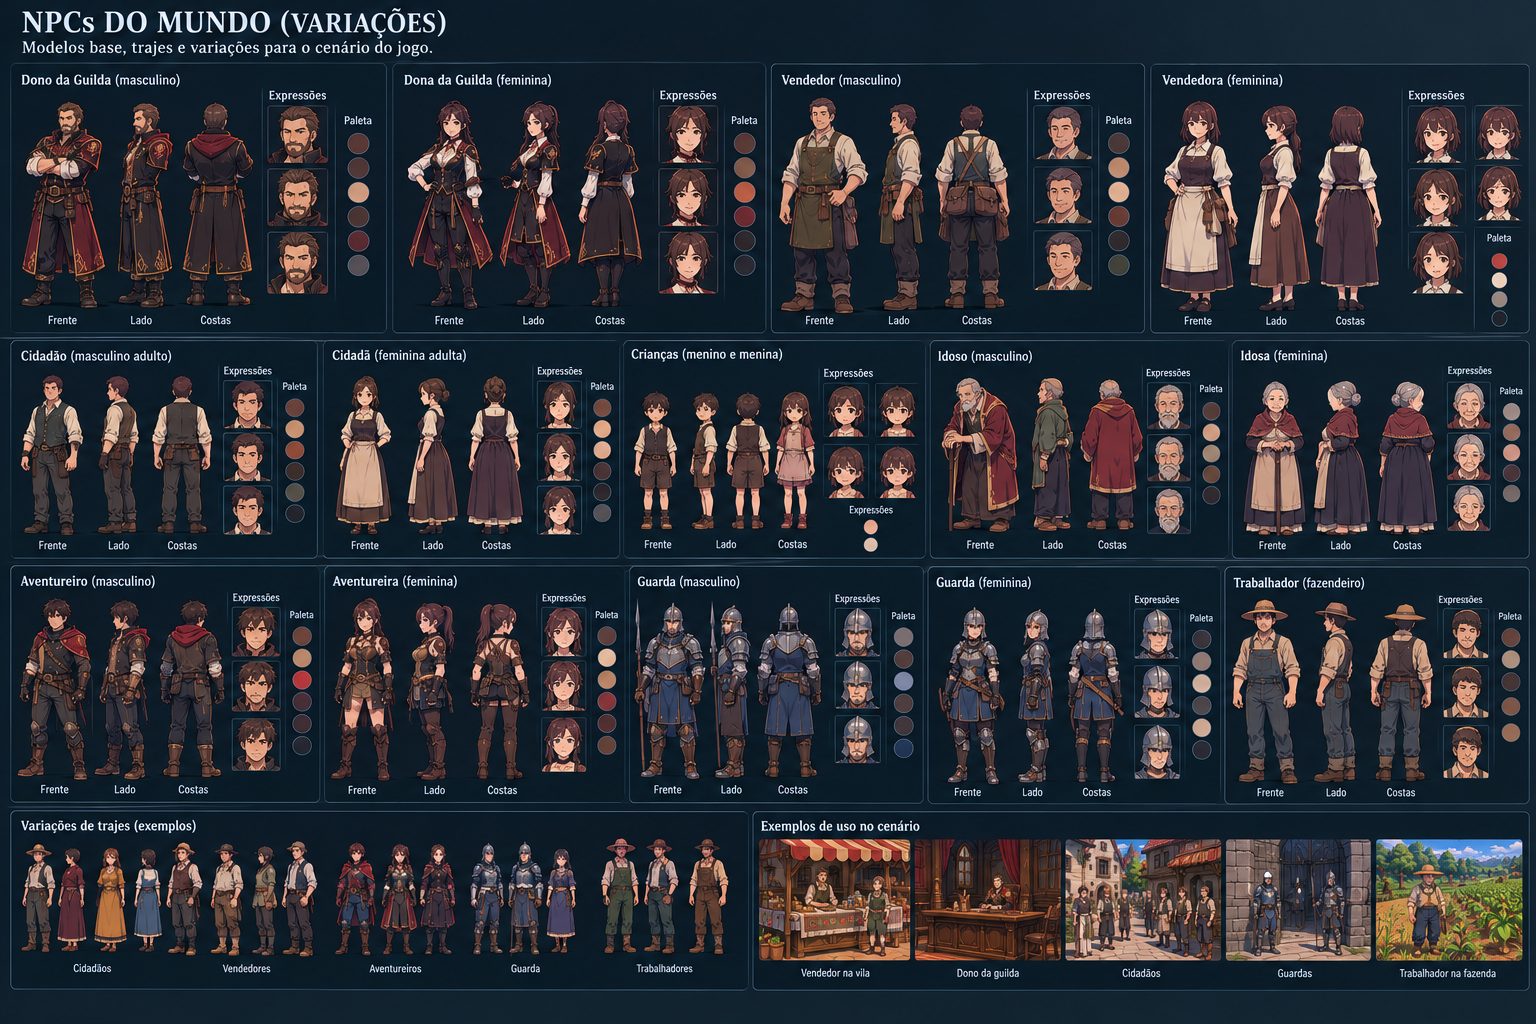 NPCs DO MUNDO (VARIAÇÕES)
Modelos base, trajes e variações para o cenário do jogo.
Dono da Guilda (masculino)
Expressões
Paleta
Frente
Lado
Costas
Dona da Guilda (feminina)
Expressões
Paleta
Frente
Lado
Costas
Vendedor (masculino)
Expressões
Paleta
Frente
Lado
Costas
Vendedora (feminina)
Expressões
Paleta
Frente
Lado
Costas
Cidadão (masculino adulto)
Expressões
Paleta
Frente
Lado
Costas
Cidadã (feminina adulta)
Expressões
Paleta
Frente
Lado
Costas
Crianças (menino e menina)
Expressões
Expressões
Frente
Lado
Costas
Idoso (masculino)
Expressões
Paleta
Frente
Lado
Costas
Idosa (feminina)
Expressões
Paleta
Frente
Lado
Costas
Aventureiro (masculino)
Expressões
Paleta
Frente
Lado
Costas
Aventureira (feminina)
Expressões
Paleta
Frente
Lado
Costas
Guarda (masculino)
Expressões
Paleta
Frente
Lado
Costas
Guarda (feminina)
Expressões
Paleta
Frente
Lado
Costas
Trabalhador (fazendeiro)
Expressões
Paleta
Frente
Lado
Costas
Variações de trajes (exemplos)
Cidadãos
Vendedores
Aventureiros
Guarda
Trabalhadores
Exemplos de uso no cenário
Vendedor na vila
Dono da guilda
Cidadãos
Guardas
Trabalhador na fazenda